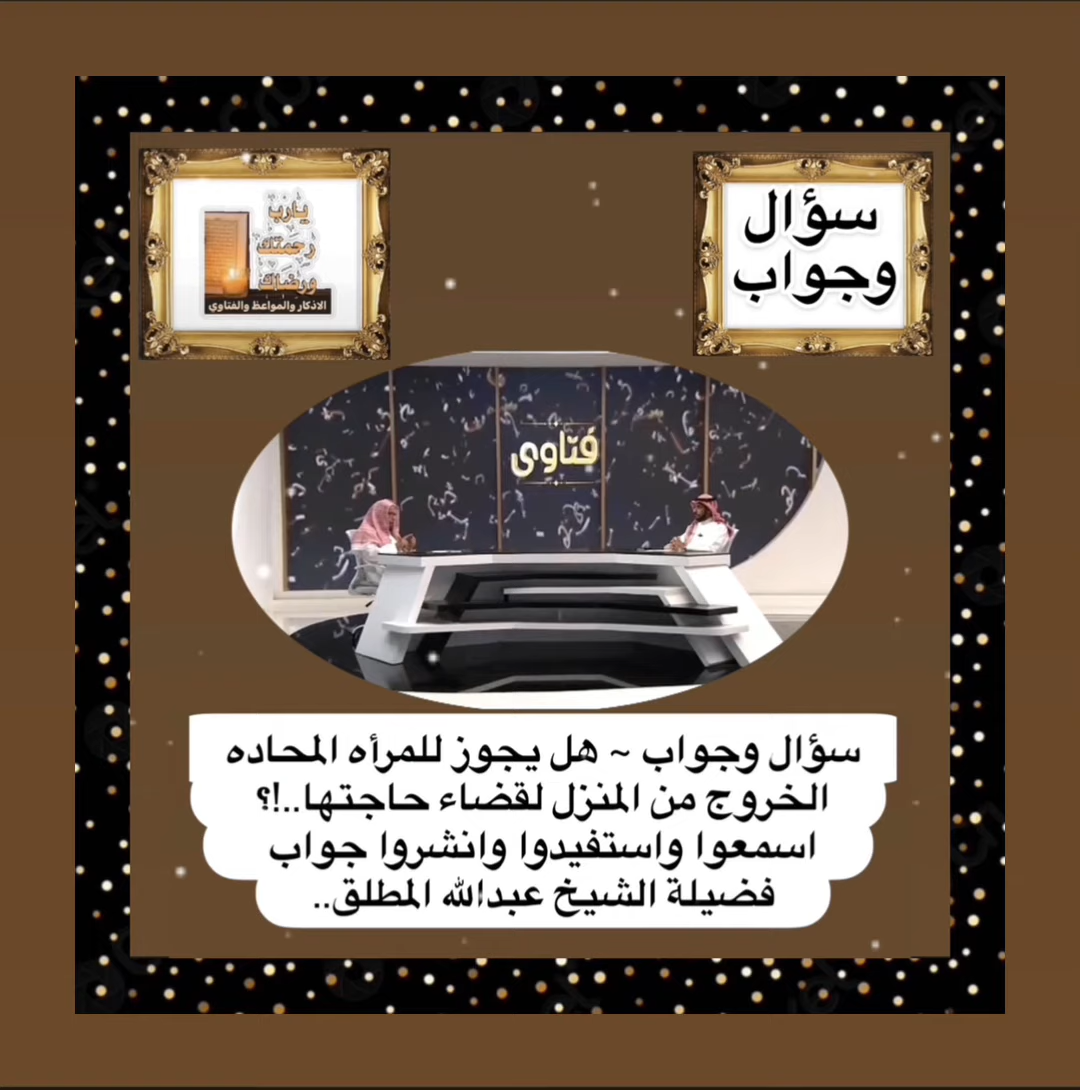 سؤال
وجواب
يارب
رحمتك
ورضاك
الاذكار والمواعظ والفتاوي
فتاوى
سؤال وجواب ~ هل يجوز للمرأه المحاده
الخروج من المنزل لقضاء حاجتها..!؟
اسمعوا واستفيدوا وانشروا جواب
فضيلة الشيخ عبدالله المطلق..